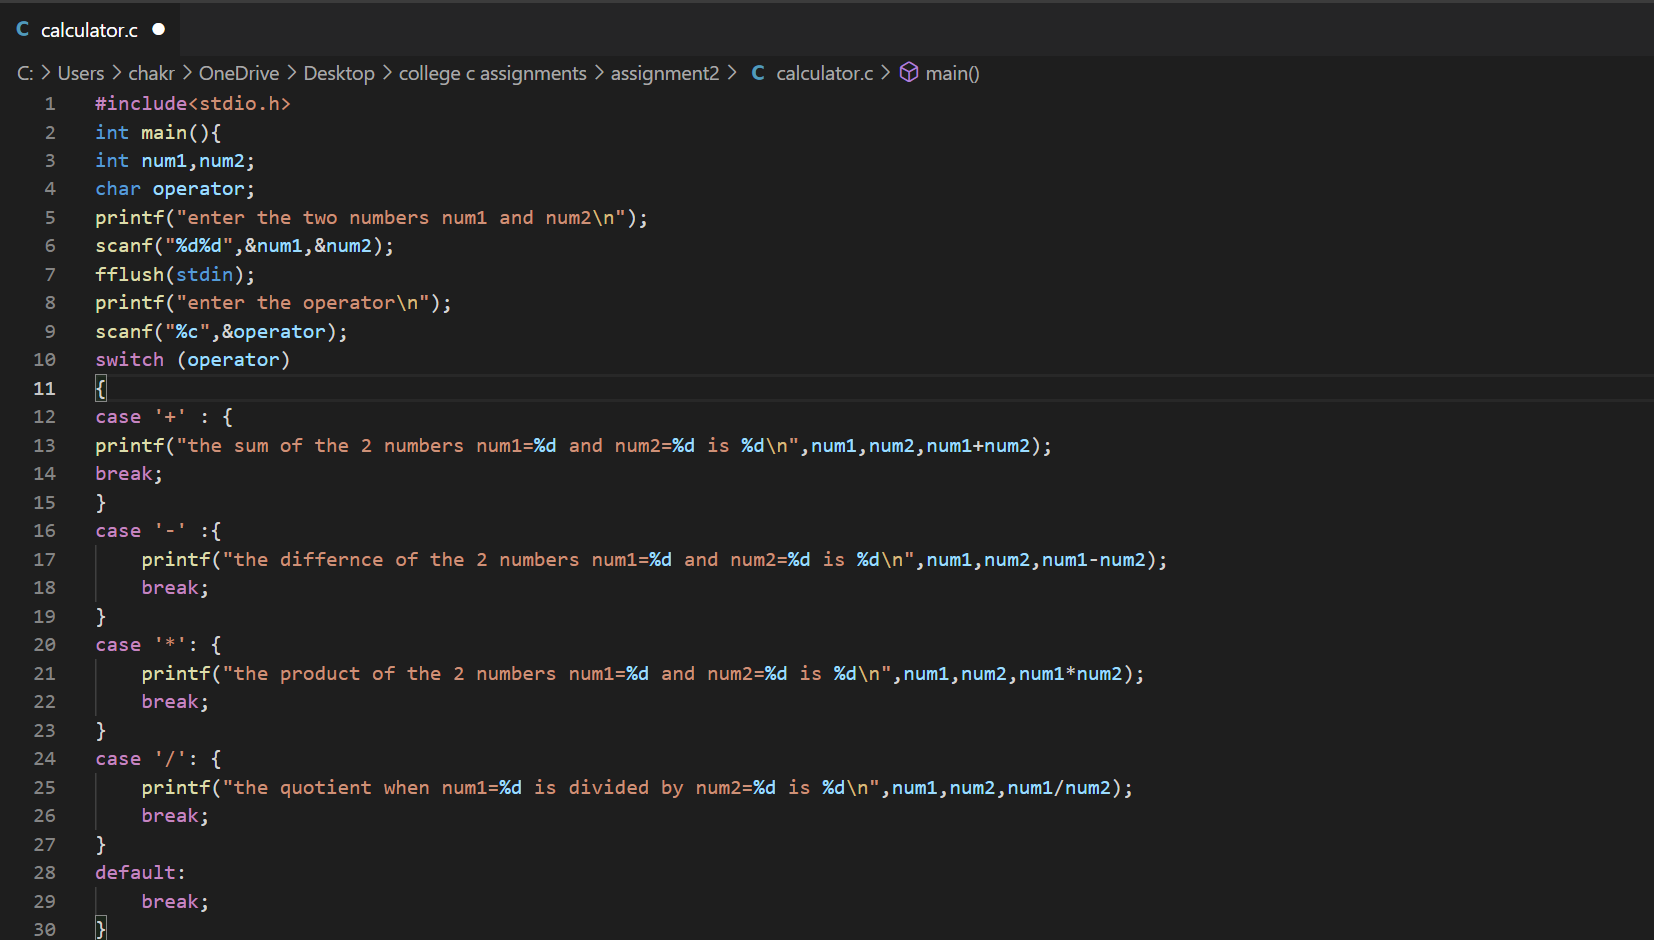 C calculator.c
C: > Users > chakr > OneDrive > Desktop > college c assignments > assignment2 > C calculator.c > main()
1 #include<stdio.h>
2 int main(){
3 int num1,num2;
4 char operator;
5 printf("enter the two numbers num1 and num2\n");
6 scanf("%d%d",&num1,&num2);
7 fflush(stdin);
8 printf("enter the operator\n");
9 scanf("%c",&operator);
10 switch (operator)
11 {
12 case '+' : {
13 printf("the sum of the 2 numbers num1=%d and num2=%d is %d\n",num1,num2,num1+num2);
14 break;
15 }
16 case '-' :{
17     printf("the differnce of the 2 numbers num1=%d and num2=%d is %d\n",num1,num2,num1-num2);
18     break;
19 }
20 case '*': {
21     printf("the product of the 2 numbers num1=%d and num2=%d is %d\n",num1,num2,num1*num2);
22     break;
23 }
24 case '/': {
25     printf("the quotient when num1=%d is divided by num2=%d is %d\n",num1,num2,num1/num2);
26     break;
27 }
28 default:
29     break;
30 }